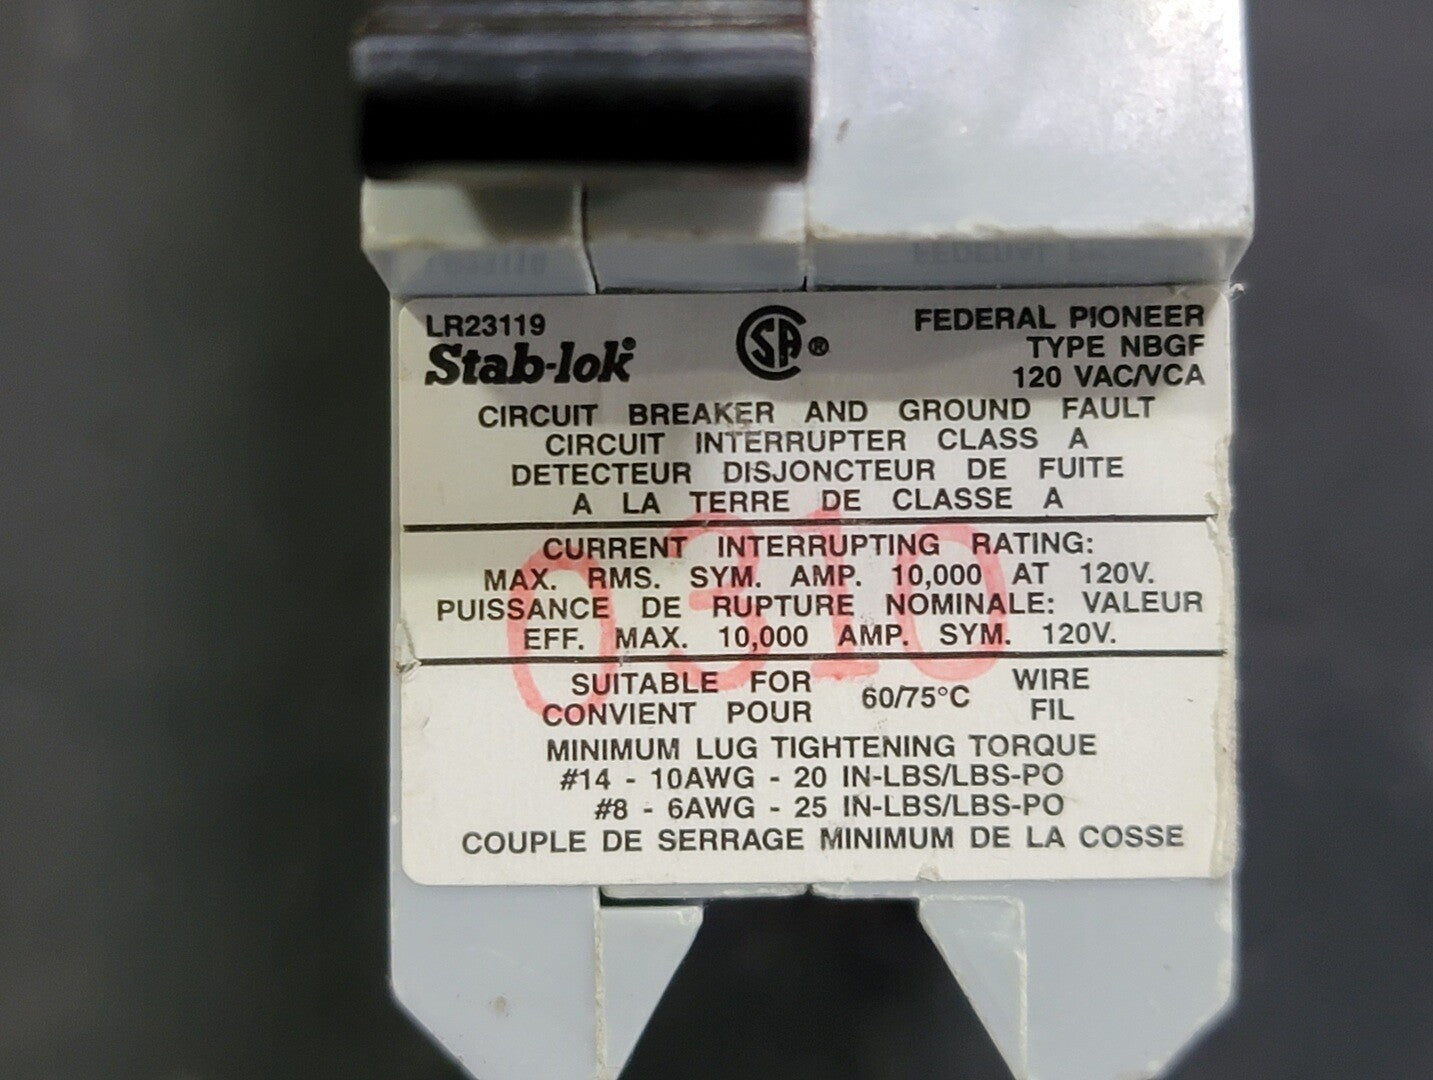 LR23119
Stab-lok®
SA ®
FEDERAL PIONEER
TYPE NBGF
120 VAC/VCA
CIRCUIT BREAKER AND GROUND FAULT
CIRCUIT INTERRUPTER CLASS A
DETECTEUR DISJONCTEUR DE FUITE
A LA TERRE DE CLASSE A
0310
CURRENT INTERRUPTING RATING:
MAX. RMS. SYM. AMP. 10,000 AT 120V.
PUISSANCE DE RUPTURE NOMINALE: VALEUR
EFF. MAX. 10,000 AMP. SYM. 120V.
SUITABLE FOR 60/75°C WIRE
CONVIENT POUR FIL
MINIMUM LUG TIGHTENING TORQUE
#14 - 10AWG - 20 IN-LBS/LBS-PO
#8 - 6AWG - 25 IN-LBS/LBS-PO
COUPLE DE SERRAGE MINIMUM DE LA COSSE